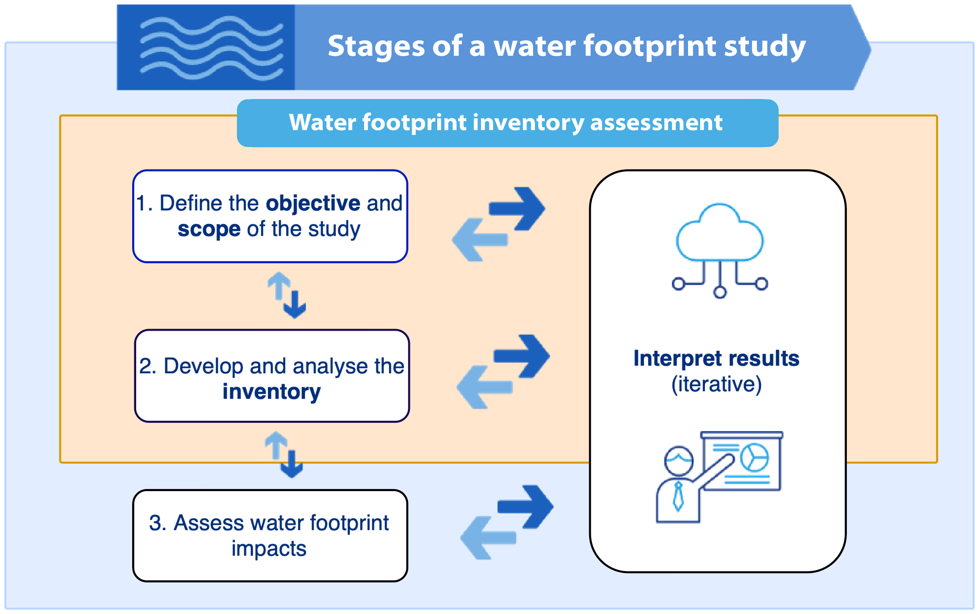 Stages of a water footprint study
Water footprint inventory assessment
1. Define the objective and
scope of the study
2. Develop and analyse the
inventory
3. Assess water footprint
impacts
Interpret results
(iterative)